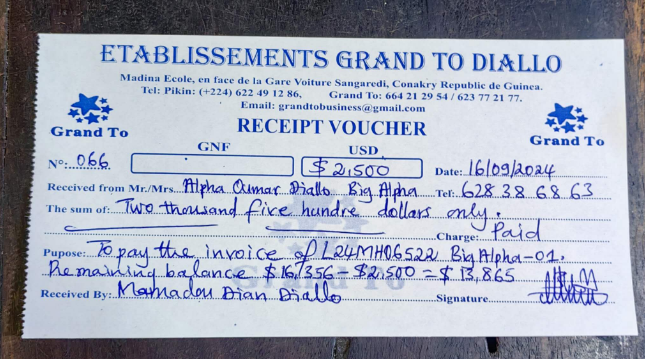 ETABLISSEMENTS GRAND TO DIALLO
Madina Ecole, en face de la Gare Voiture Sangaredi, Conakry Republic de Guinea.
Tel: Pikin: (+224) 622 49 12 86, Grand To: 664 21 29 54 / 623 77 21 77.
Email: grandtobusiness@gmail.com
Grand To RECEIPT VOUCHER Grand To
GNF USD
N°: 066 $ 2,500 Date: 16/09/2024
Received from Mr./Mrs. Alpha Oumar Diallo Big Alpha Tel: 628 38 68 63
The sum of: Two thousand five hundre dollars only.
Charge: Paid
Pupose: To pay the invoice of L24MH06522 Big Alpha-01.
Remaining balance $ 16,356 - $2,500 = $ 13,865
Grand To
Received By: Mamadou Dian Diallo Signature